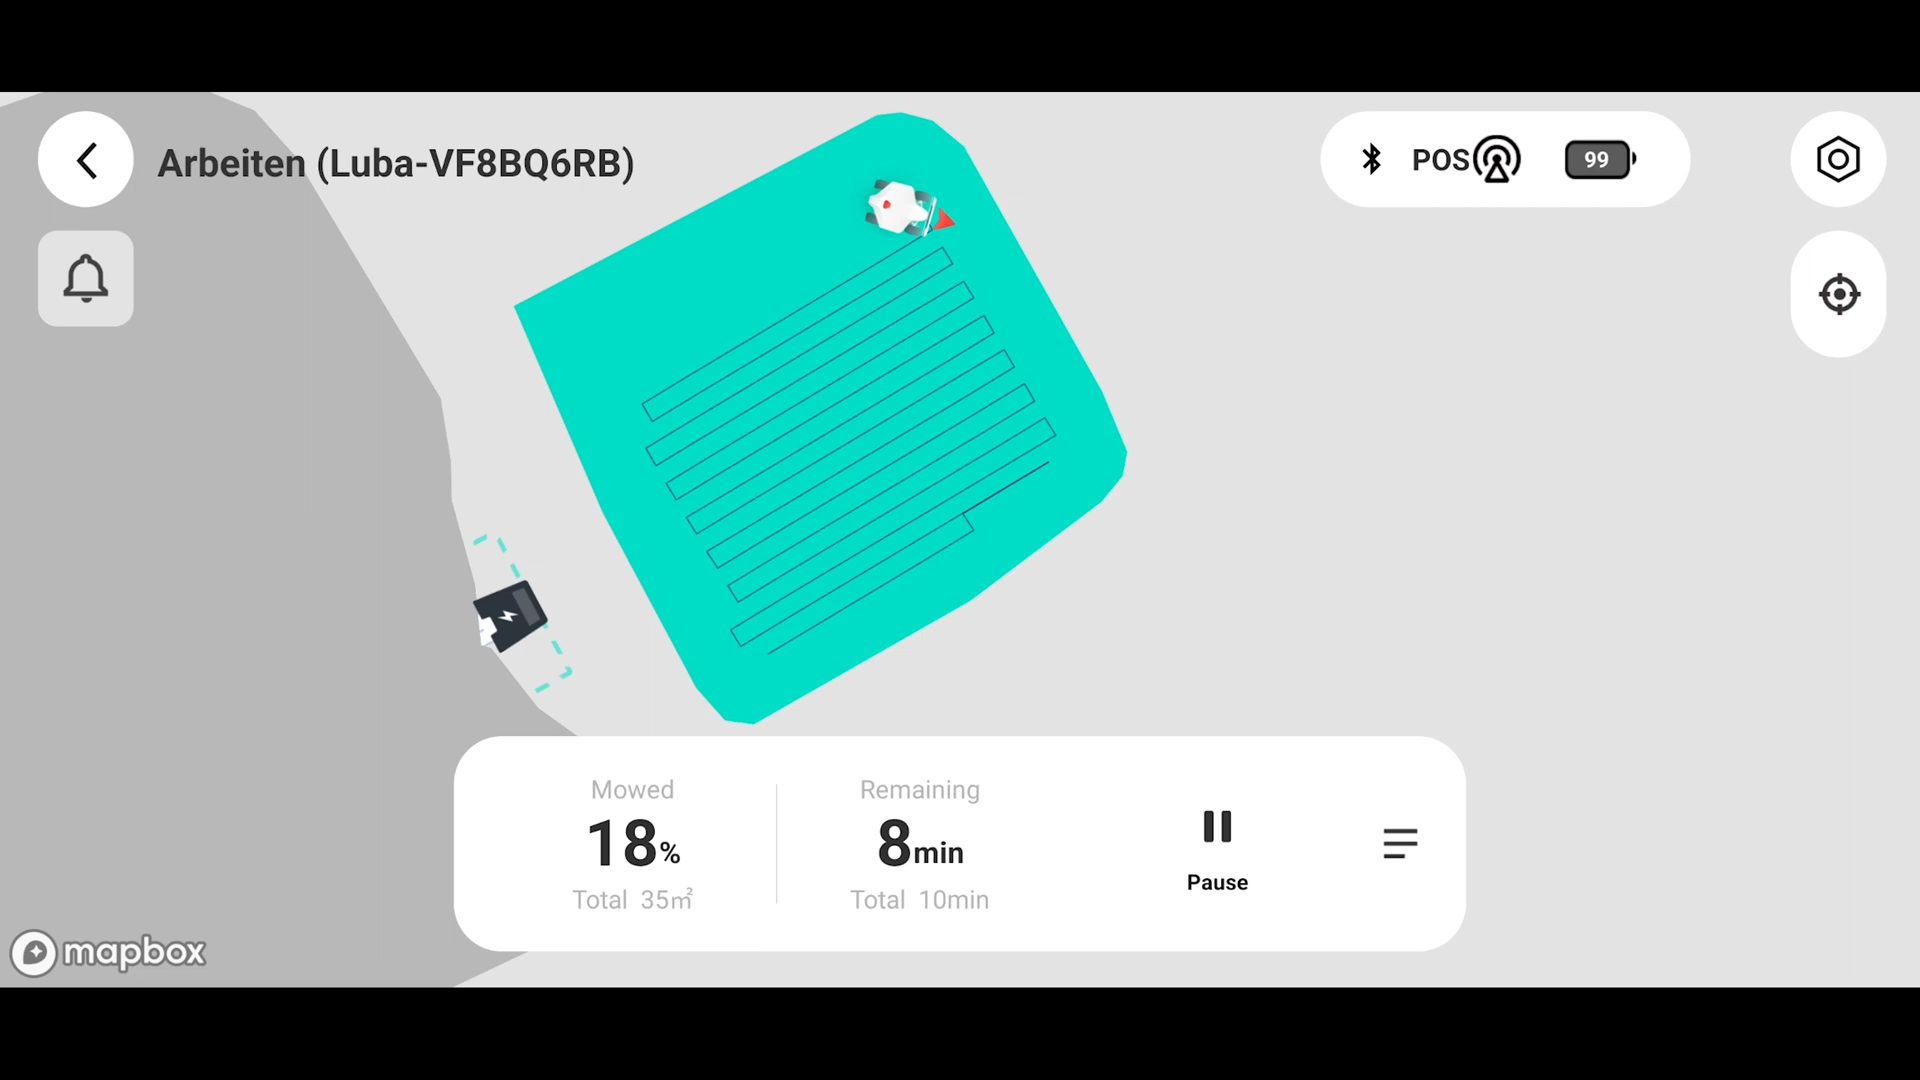 Arbeiten (Luba-VF8BQ6RB)
POS
99
Mowed
18%
Total 35㎡
Remaining
8min
Total 10min
Pause
mapbox